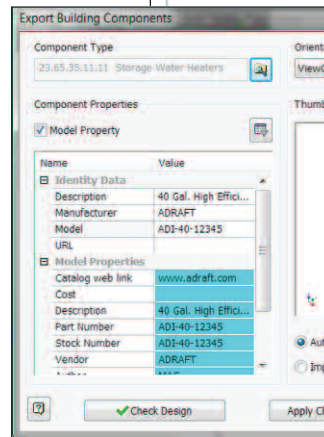 Export Building Components
Component Type
Orient
23.65.35.11.11 Storage Water Heaters
View
Component Properties
Thumb
Model Property
Name Value
Identity Data
Description 40 Gal. High Effici...
Manufacturer ADRAFT
Model ADI-40-12345
URL
Model Properties
Catalog web link www.adraft.com
Cost
Description 40 Gal. High Effici...
Part Number ADI-40-12345
Stock Number ADI-40-12345
Vendor ADRAFT
Aut
Imp
Check Design
Apply Cl